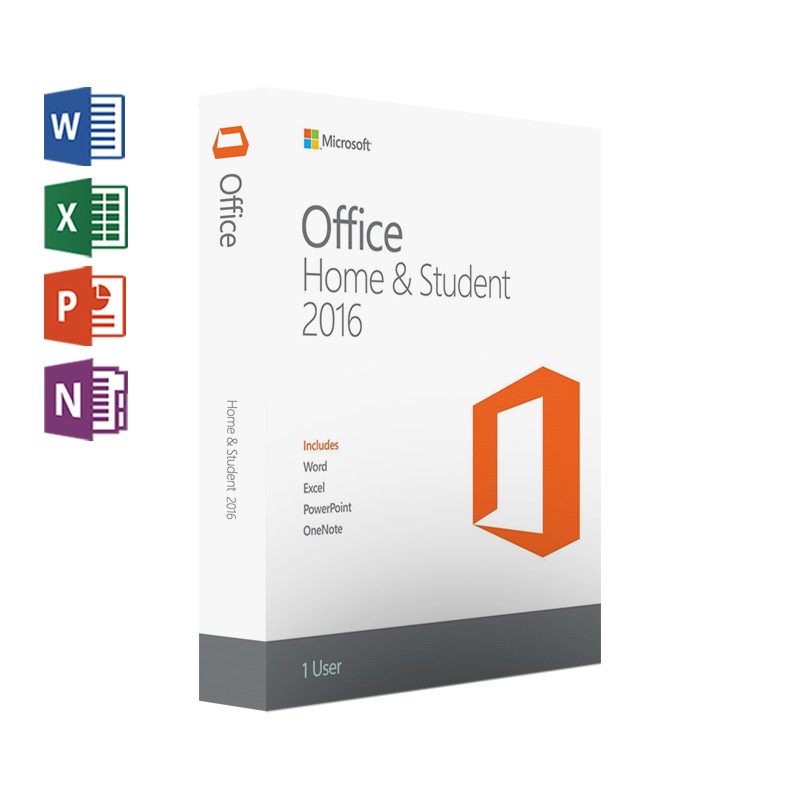 W
X
P
N
Office
Home & Student 2016
Microsoft
Office
Home & Student
2016
Includes
Word
Excel
PowerPoint
OneNote
1 User